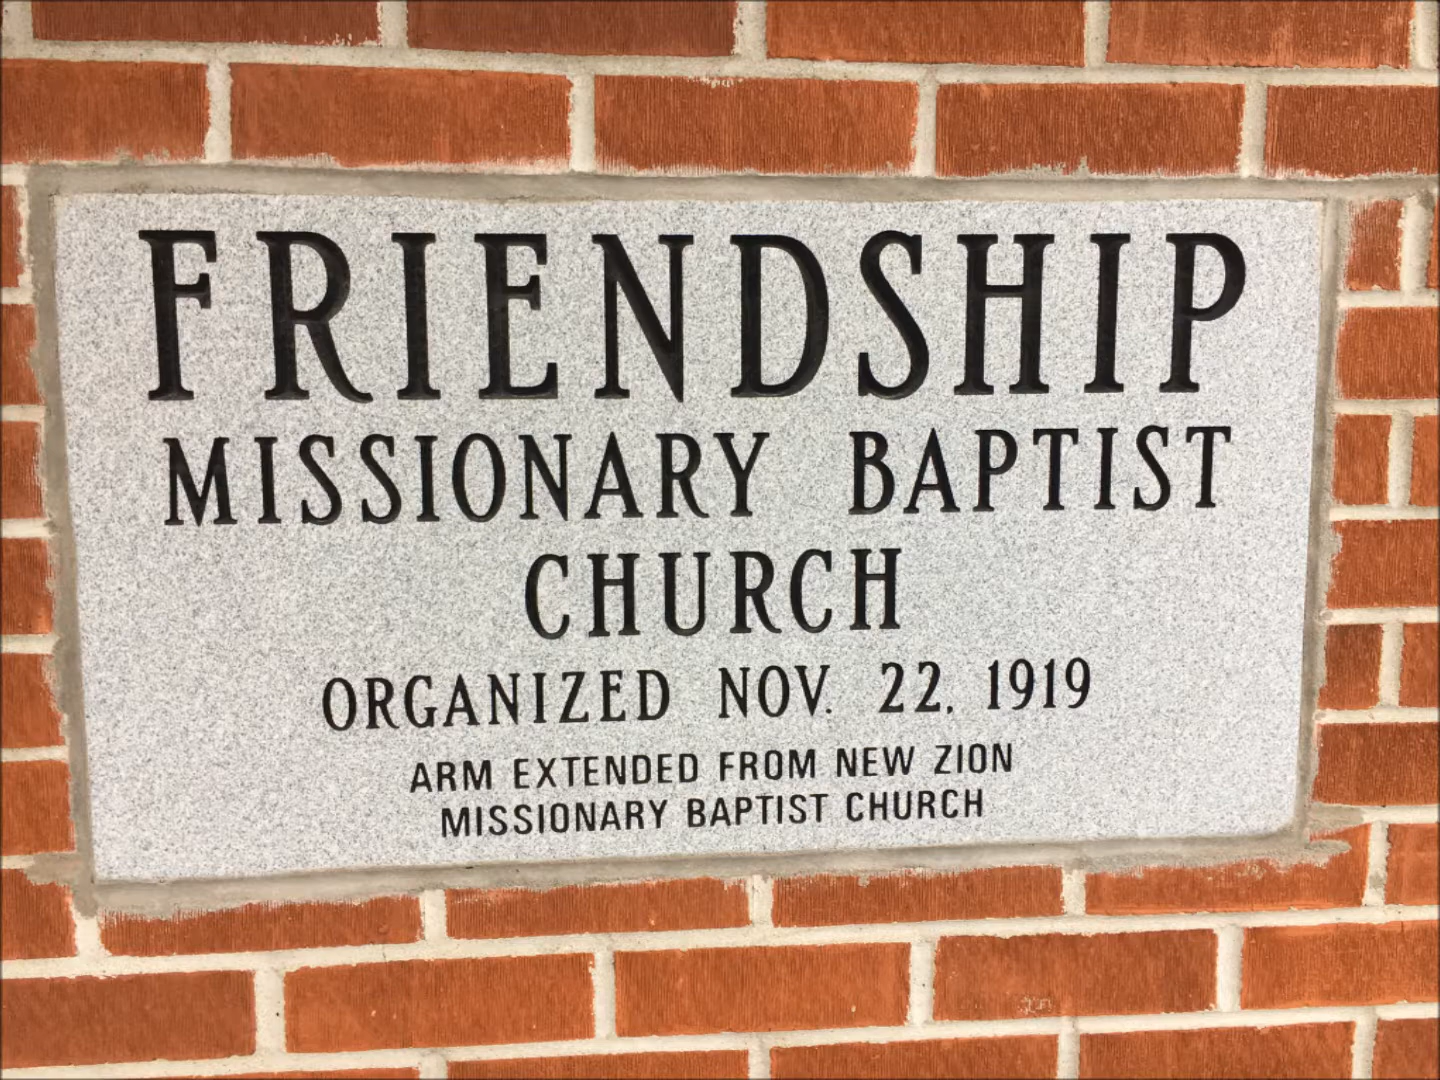 FRIENDSHIP
MISSIONARY BAPTIST
CHURCH
ORGANIZED NOV. 22, 1919
ARM EXTENDED FROM NEW ZION
MISSIONARY BAPTIST CHURCH